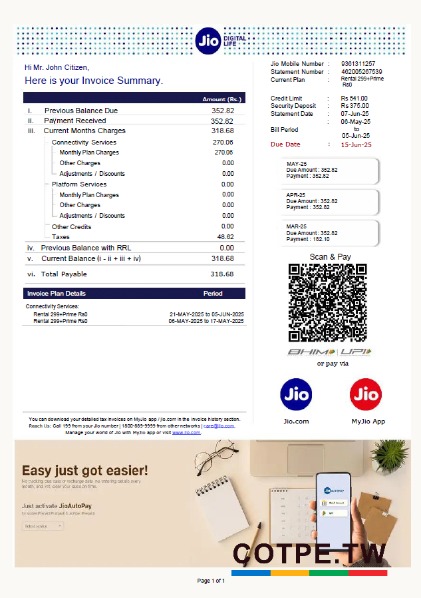 Jio DIGITAL LIFE
Hi Mr. John Citizen,
Here is your Invoice Summary.
Jio Mobile Number : 9361311257
Statement Number : 462005267539
Current Plan : Rental 299+Prime Rs0
Credit Limit : Rs 541.00
Security Deposit : Rs 375.00
Statement Date : 07-Jun-25
Bill Period : 06-May-25
to
05-Jun-25
Due Date : 15-Jun-25
Amount (Rs.)
i. Previous Balance Due 352.82
ii. Payment Received 352.82
iii. Current Months Charges 318.68
Connectivity Services 270.06
Monthly Plan Charges 270.06
Other Charges 0.00
Adjustments / Discounts 0.00
Platform Services 0.00
Monthly Plan Charges 0.00
Other Charges 0.00
Adjustments / Discounts 0.00
Other Credits 0.00
Taxes 48.62
iv. Previous Balance with RRL 0.00
v. Current Balance (i - ii + iii + iv) 318.68
vi. Total Payable 318.68
MAY-25
Due Amount : 352.82
Payment : 352.82
APR-25
Due Amount : 352.82
Payment : 352.82
MAR-25
Due Amount : 352.82
Payment : 182.10
Scan & Pay
BHIM UPI
or pay via
Jio
Jio
Jio.com
MyJio App
Invoice Plan Details Period
Connectivity Services:
Rental 299+Prime Rs0 21-MAY-2025 to 05-JUN-2025
Rental 299+Prime Rs0 06-MAY-2025 to 17-MAY-2025
You can download your detailed tax invoices on MyJio app / jio.com in the invoice history section.
Reach Us: Call 199 from your Jio number | 1800-889-9999 from other networks | care@jio.com.
Manage your world of Jio with MyJio app or visit www.jio.com.
Easy just got easier!
Just activate JioAutoPay
COTPE.TW
Page 1 of 1